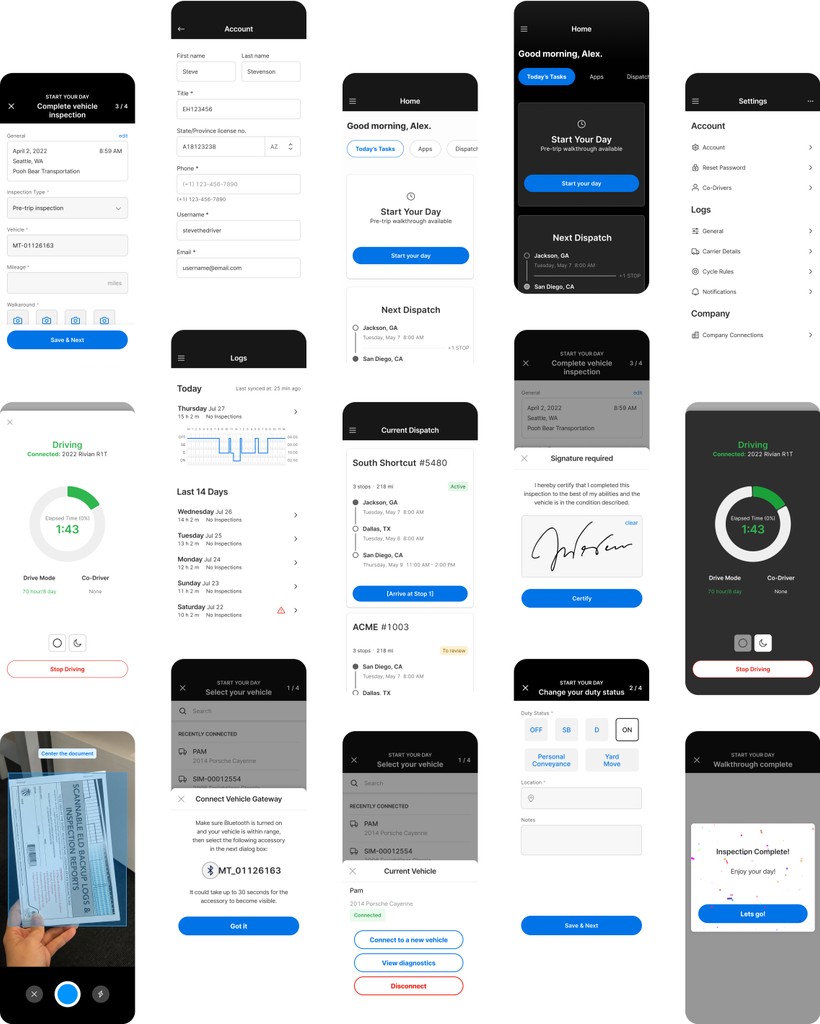 START YOUR DAY
Complete vehicle inspection
3 / 4
General
edit
April 2, 2022
8:59 AM
Seattle, WA
Pooh Bear Transportation
Inspection Type *
Pre-trip inspection
Vehicle *
MT-01126163
Mileage *
miles
Walkaround *
Save & Next
Driving
Connected: 2022 Rivian R1T
Elapsed Time (0%)
1:43
Drive Mode
Co-Driver
70 hour/8 day
None
Stop Driving
Center the document
SCANNABLE ELD BACKUP LOGS &
INSPECTION REPORTS
Account
First name
Last name
Steve
Stevenson
Title *
EH123456
State/Province license no.
A18123238
AZ
Phone *
(+1) 123-456-7890
(+1) 123-456-7890
Username *
stevethedriver
Email *
username@email.com
Logs
Today
Last synced at: 25 min ago
Thursday Jul 27
15 h 2 m No Inspections
OFF
SB
D
ON
Last 14 Days
Wednesday Jul 26
14 h 2 m No Inspections
Tuesday Jul 25
13 h 2 m No Inspections
Monday Jul 24
12 h 2 m No Inspections
Sunday Jul 23
11 h 2 m No Inspections
Saturday Jul 22
10 h 2 m No Inspections
START YOUR DAY
Select your vehicle
1 / 4
Search
RECENTLY CONNECTED
PAM
2014 Porsche Cayenne
SIM-00012554
Connect Vehicle Gateway
Make sure Bluetooth is turned on
and your vehicle is within range,
then select the following accessory
in the next dialog box:
MT_01126163
It could take up to 30 seconds for the
accessory to become visible.
Got it
Home
Good morning, Alex.
Today's Tasks
Apps
Dispatch
Start Your Day
Pre-trip walkthrough available
Start your day
Next Dispatch
Jackson, GA
Tuesday, May 7 8:00 AM
+1 STOP
San Diego, CA
Current Dispatch
South Shortcut #5480
3 stops · 218 mi
Active
Jackson, GA
Tuesday, May 7 8:00 AM
Dallas, TX
Tuesday, May 8 8:00 AM
San Diego, CA
Thursday, May 9 11:00 AM - 2:00 PM
[Arrive at Stop 1]
ACME #1003
3 stops · 218 mi
To review
San Diego, CA
Tuesday, May 7 8:00 AM
Dallas, TX
START YOUR DAY
Select your vehicle
1 / 4
Search
RECENTLY CONNECTED
PAM
2014 Porsche Cayenne
SIM-00012554
Current Vehicle
Pam
2014 Porsche Cayenne
Connected
Connect to a new vehicle
View diagnostics
Disconnect
Home
Good morning, Alex.
Today's Tasks
Apps
Dispatch
Start Your Day
Pre-trip walkthrough available
Start your day
Next Dispatch
Jackson, GA
Tuesday, May 7 8:00 AM
+1 STOP
San Diego, CA
START YOUR DAY
Complete vehicle inspection
3 / 4
General
edit
April 2, 2022
8:59 AM
Seattle, WA
Pooh Bear Transportation
Signature required
I hereby certify that I completed this
inspection to the best of my abilities and the
vehicle is in the condition described.
clear
Certify
START YOUR DAY
Change your duty status
2 / 4
Duty Status *
OFF
SB
D
ON
Personal Conveyance
Yard Move
Location *
Notes
Save & Next
Settings
Account
Account
Reset Password
Co-Drivers
Logs
General
Carrier Details
Cycle Rules
Notifications
Company
Company Connections
Driving
Connected: 2022 Rivian R1T
Elapsed Time (0%)
1:43
Drive Mode
Co-Driver
70 hour/8 day
None
Stop Driving
START YOUR DAY
Walkthrough complete
Inspection Complete!
Enjoy your day!
Lets go!